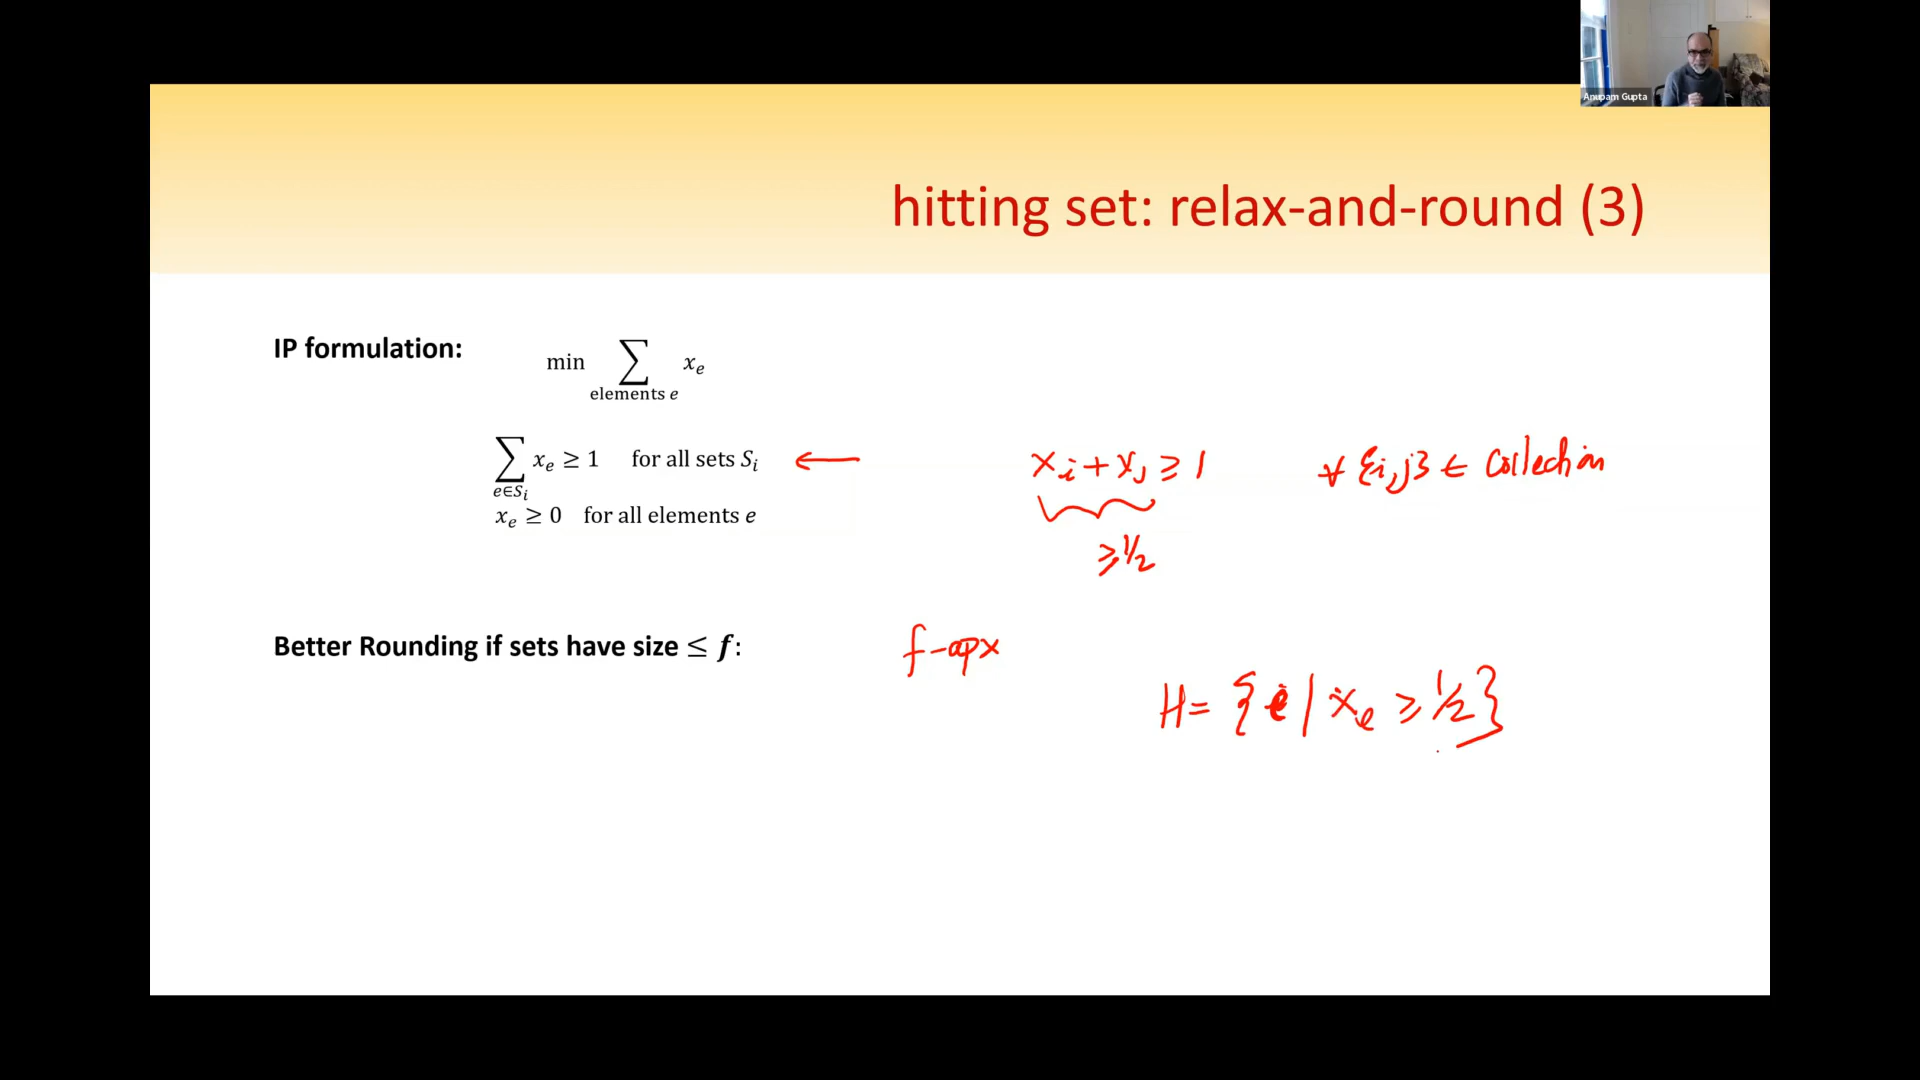 Anupam Gupta
hitting set: relax-and-round (3)
IP formulation:
min ∑ x_e
elements e
∑ x_e ≥ 1 for all sets S_i ← x_i + x_j ≥ 1 ∀ {i,j} ∈ Collection
e∈S_i
x_e ≥ 0 for all elements e
≥ 1/2
Better Rounding if sets have size ≤ f: f-apx
H = {e | x_e ≥ 1/2}